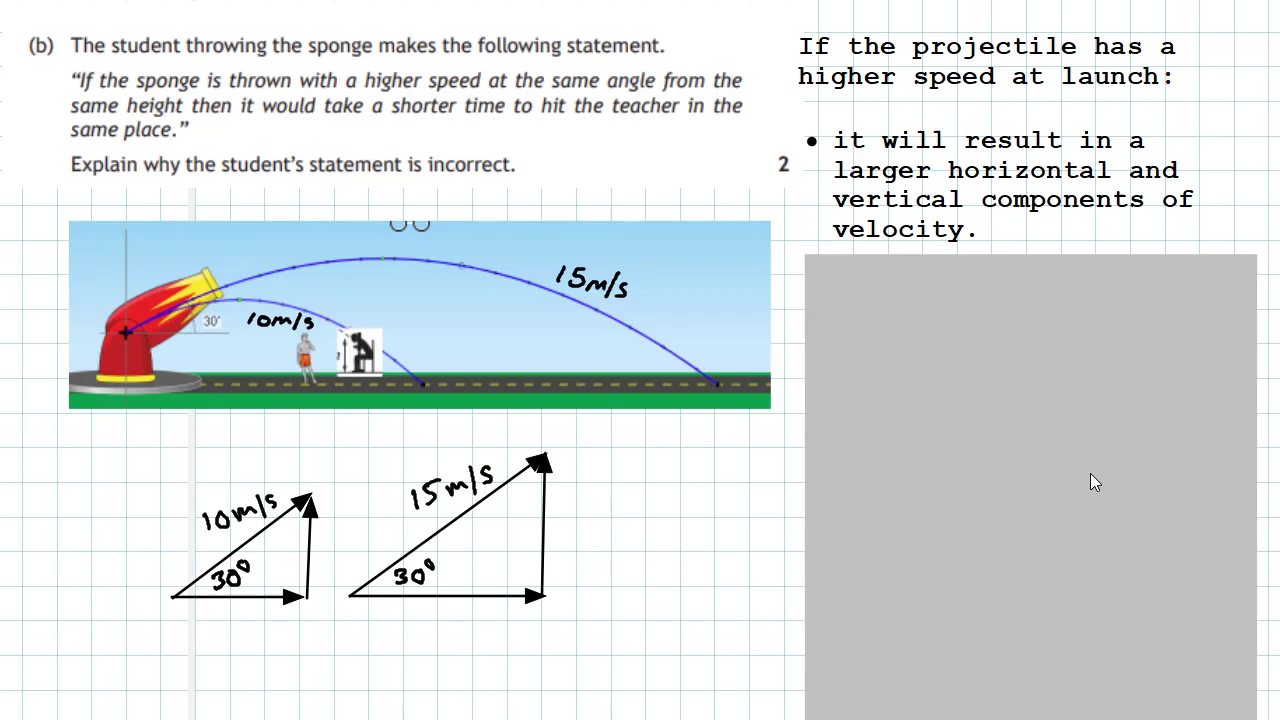 (b) The student throwing the sponge makes the following statement.
“If the sponge is thrown with a higher speed at the same angle from the
same height then it would take a shorter time to hit the teacher in the
same place.”
Explain why the student’s statement is incorrect.
2
If the projectile has a
higher speed at launch:
• it will result in a
larger horizontal and
vertical components of
velocity.
15m/s
30°
10m/s
10m/s
30°
15m/s
30°